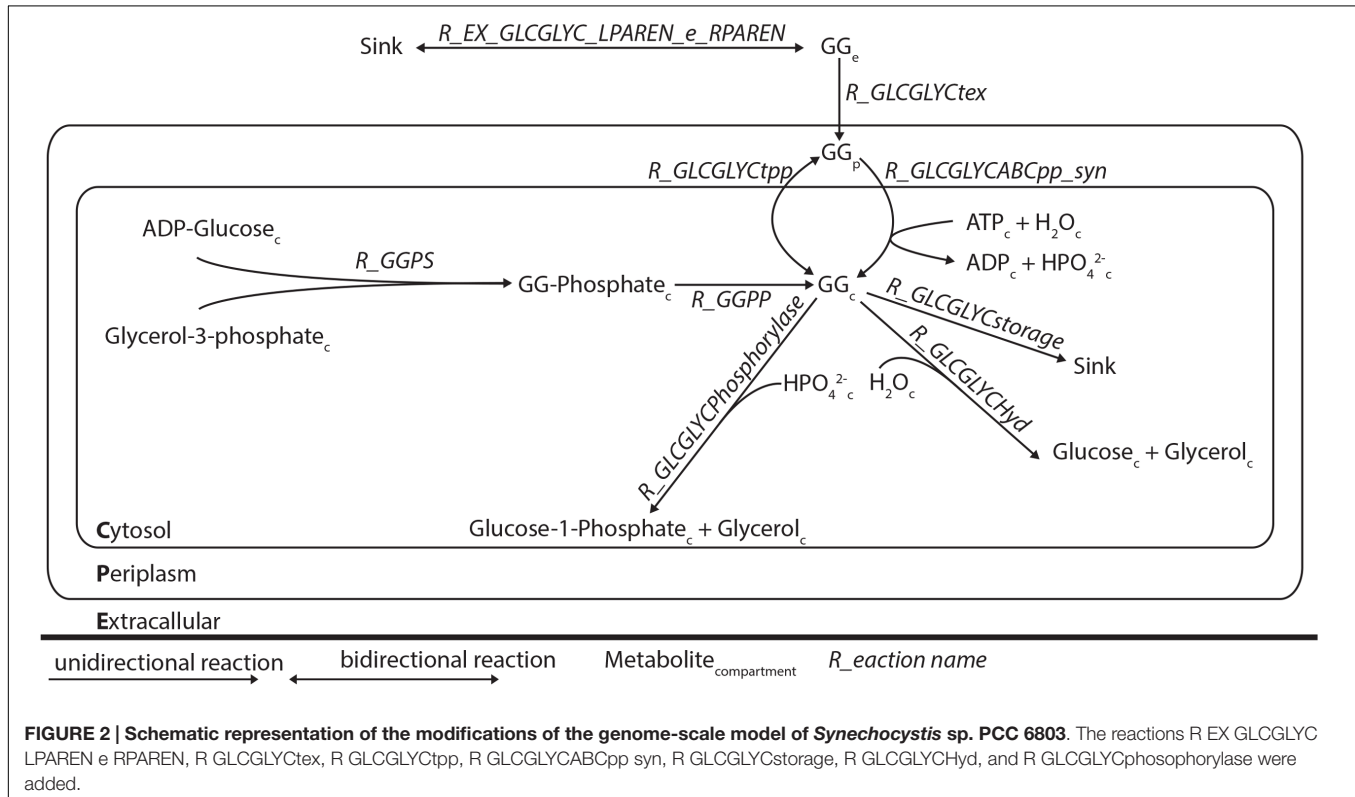 Sink
R_EX_GLCGLYC_LPAREN_e_RPAREN
GGe
R_GLCGLYCtex
GGp
R_GLCGLYCtpp
R_GLCGLYCABCpp_syn
ADP-Glucosec
ATPc + H2Oc
R_GGPS
ADPc + HPO42-c
GG-Phosphatec
R_GGPP
GGc
R_GLCGLYCstorage
Glycerol-3-phosphatec
Sink
R_GLCGLYCPhosphorylase
HPO42-c
H2Oc
R_GLCGLYCHyd
Glucosec + Glycerolc
Glucose-1-Phosphatec + Glycerolc
Cytosol
Periplasm
Extracallular
unidirectional reaction
bidirectional reaction
Metabolitecompartment
R_eaction name
FIGURE 2 | Schematic representation of the modifications of the genome-scale model of Synechocystis sp. PCC 6803. The reactions R EX GLCGLYC
LPAREN e RPAREN, R GLCGLYCtex, R GLCGLYCtpp, R GLCGLYCABCpp syn, R GLCGLYCstorage, R GLCGLYCHyd, and R GLCGLYCphosophorylase were
added.